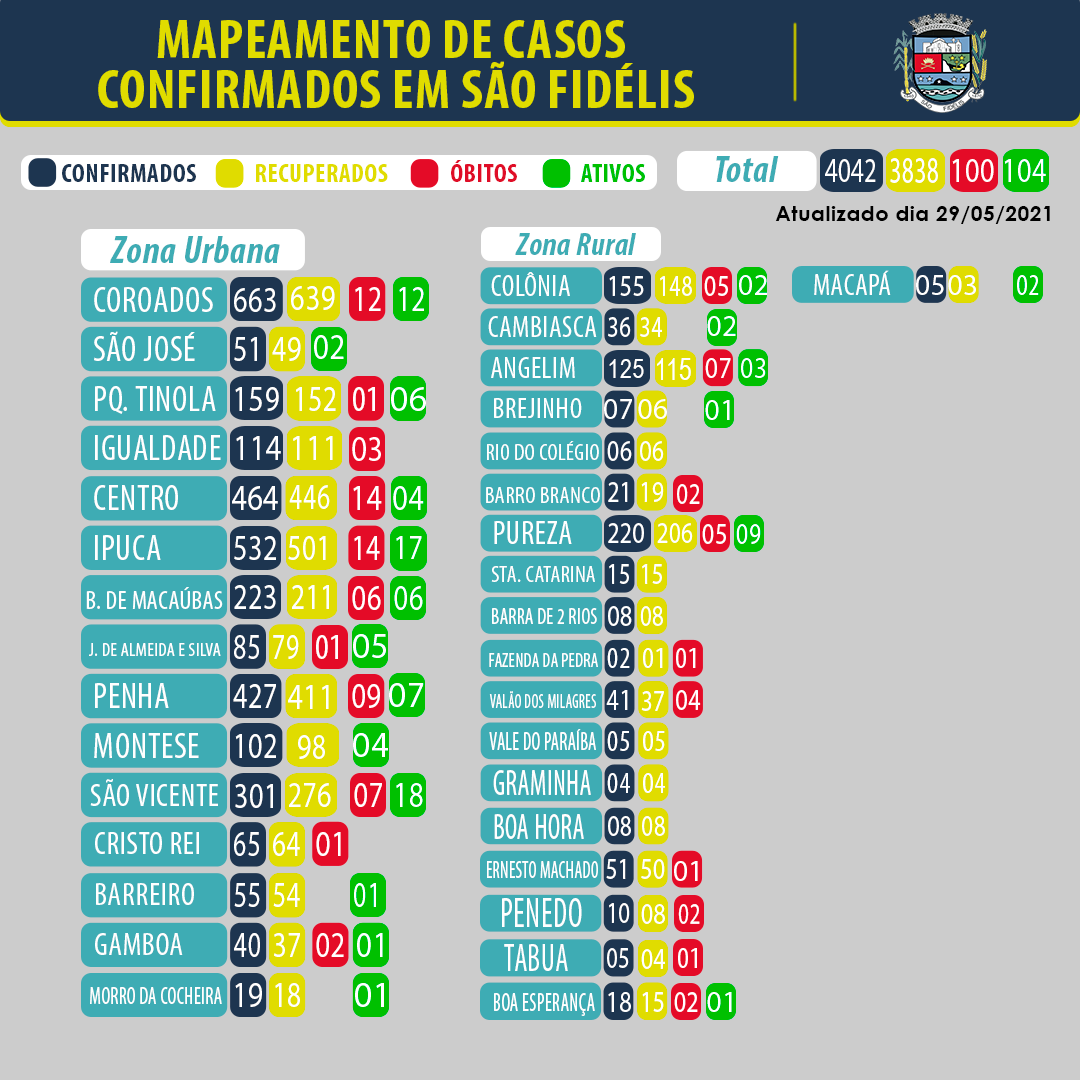 MAPEAMENTO DE CASOS
CONFIRMADOS EM SÃO FIDÉLIS
SÃO FIDELIS
CONFIRMADOS RECUPERADOS ÓBITOS ATIVOS
Total 4042 3838 100 104
Atualizado dia 29/05/2021
Zona Urbana
COROADOS 663 639 12 12
SÃO JOSÉ 51 49 02
PQ. TINOLA 159 152 01 06
IGUALDADE 114 111 03
CENTRO 464 446 14 04
IPUCA 532 501 14 17
B. DE MACAÚBAS 223 211 06 06
J. DE ALMEIDA E SILVA 85 79 01 05
PENHA 427 411 09 07
MONTESE 102 98 04
SÃO VICENTE 301 276 07 18
CRISTO REI 65 64 01
BARREIRO 55 54 01
GAMBOA 40 37 02 01
MORRO DA COCHEIRA 19 18 01
Zona Rural
COLÔNIA 155 148 05 02
CAMBIASCA 36 34 02
ANGELIM 125 115 07 03
BREJINHO 07 06 01
RIO DO COLÉGIO 06 06
BARRO BRANCO 21 19 02
PUREZA 220 206 05 09
STA. CATARINA 15 15
BARRA DE 2 RIOS 08 08
FAZENDA DA PEDRA 02 01 01
VALÃO DOS MILAGRES 41 37 04
VALE DO PARAÍBA 05 05
GRAMINHA 04 04
BOA HORA 08 08
ERNESTO MACHADO 51 50 01
PENEDO 10 08 02
TABUA 05 04 01
BOA ESPERANÇA 18 15 02 01
MACAPÁ 05 03 02